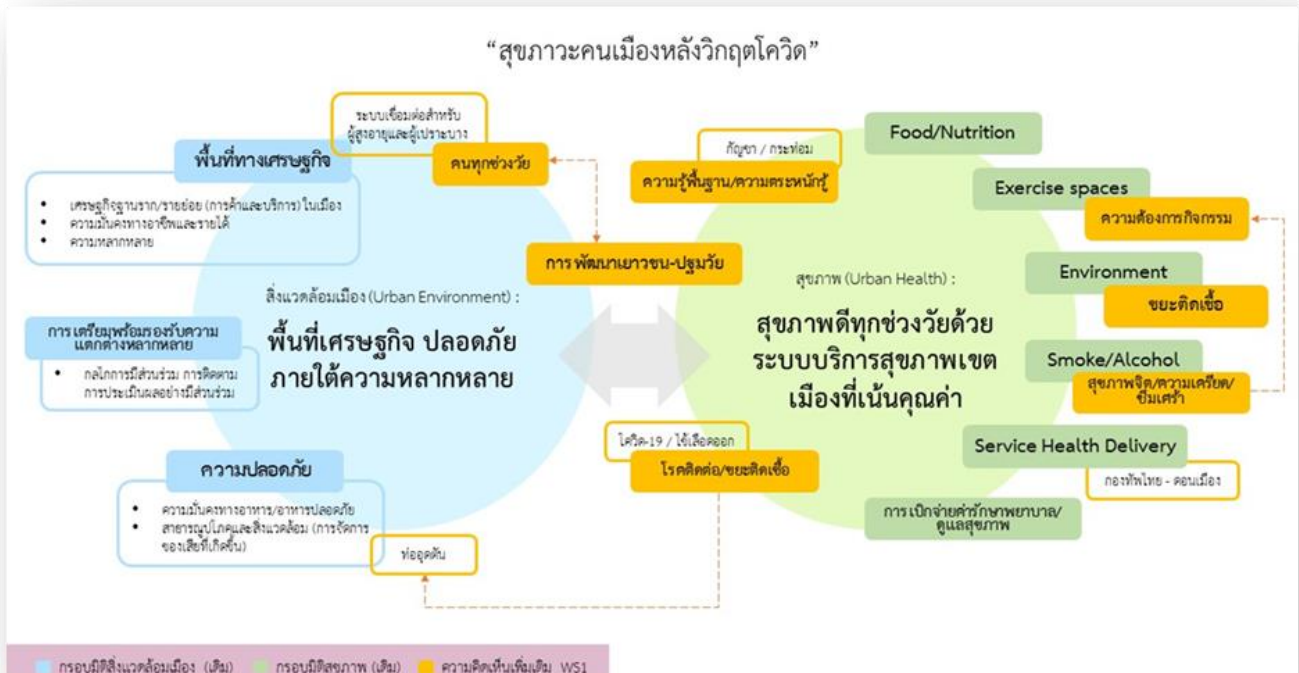 “สุขภาวะคนเมืองหลังวิกฤตโควิด”
ระบบเชื่อมต่อสำหรับ
ผู้สูงอายุและผู้เปราะบาง
คนทุกช่วงวัย
พื้นที่ทางเศรษฐกิจ
• เศรษฐกิจฐานราก/รายย่อย (การค้าและบริการ) ในเมือง
• ความมั่นคงทางอาชีพและรายได้
• ความหลากหลาย
การพัฒนาเยาวชน-ปฐมวัย
สิ่งแวดล้อมเมือง (Urban Environment) :
พื้นที่เศรษฐกิจ ปลอดภัย
ภายใต้ความหลากหลาย
การเตรียมพร้อมรองรับความ
แตกต่างหลากหลาย
• กลไกการมีส่วนร่วม การติดตาม
การประเมินผลอย่างมีส่วนร่วม
ความปลอดภัย
• ความมั่นคงทางอาหาร/อาหารปลอดภัย
• สาธารณูปโภคและสิ่งแวดล้อม (การจัดการ
ของเสียที่เกิดขึ้น)
ท่ออุดตัน
กัญชา / กระท่อม
ความรู้พื้นฐาน/ความตระหนักรู้
สุขภาพ (Urban Health) :
สุขภาพดีทุกช่วงวัยด้วย
ระบบบริการสุขภาพเขต
เมืองที่เน้นคุณค่า
โควิด-19 / ไข้เลือดออก
โรคติดต่อ/ขยะติดเชื้อ
Food/Nutrition
Exercise spaces
ความต้องการกิจกรรม
Environment
ขยะติดเชื้อ
Smoke/Alcohol
สุขภาพจิต/ความเครียด/
ซึมเศร้า
Service Health Delivery
กองทัพไทย - ดอนเมือง
การเบิกจ่ายค่ารักษาพยาบาล/
ดูแลสุขภาพ
กรอบมิติสิ่งแวดล้อมเมือง (เดิม)
กรอบมิติสุขภาพ (เดิม)
ความคิดเห็นเพิ่มเติม WS1